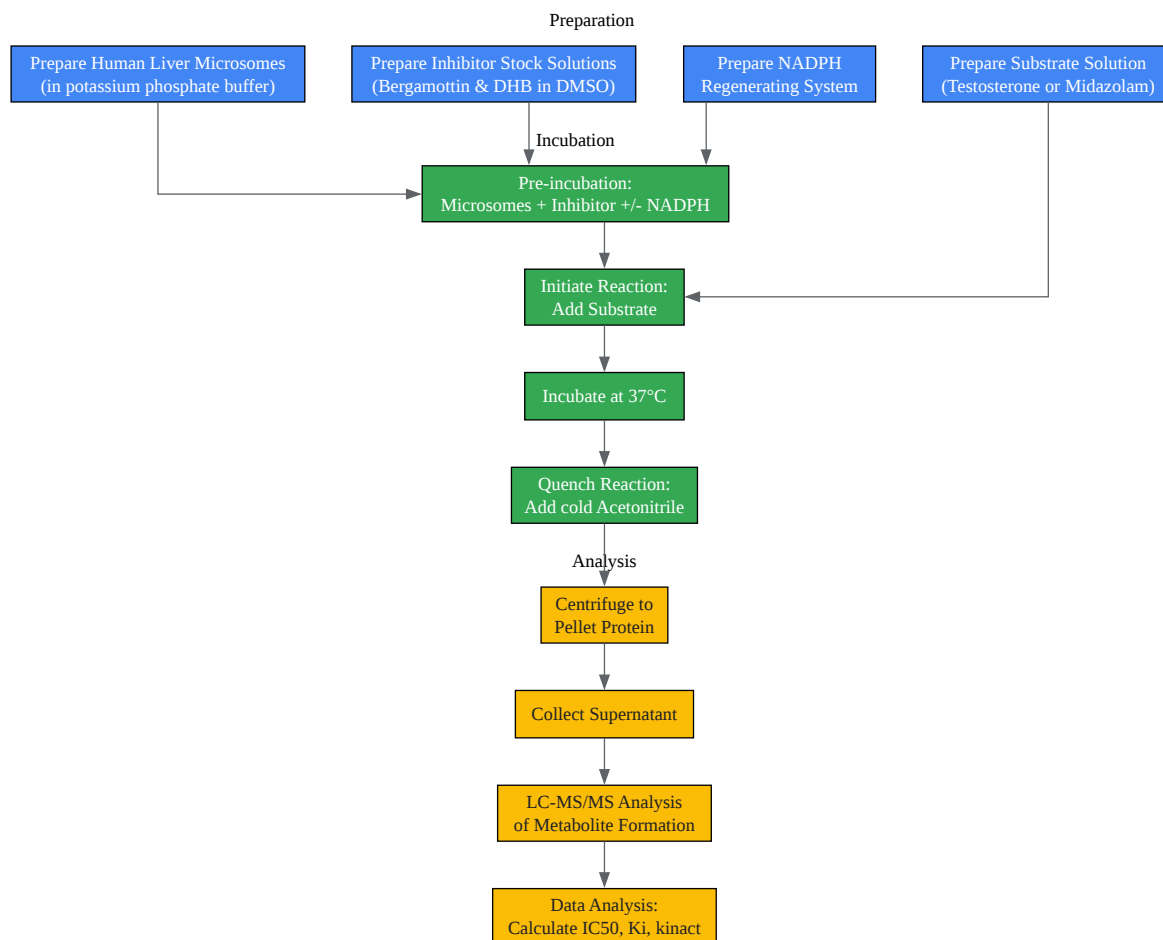 Preparation
Prepare Human Liver Microsomes
(in potassium phosphate buffer)
Prepare Inhibitor Stock Solutions
(Bergamottin & DHB in DMSO)
Prepare NADPH
Regenerating System
Prepare Substrate Solution
(Testosterone or Midazolam)
Incubation
Pre-incubation:
Microsomes + Inhibitor +/- NADPH
Initiate Reaction:
Add Substrate
Incubate at 37°C
Quench Reaction:
Add cold Acetonitrile
Analysis
Centrifuge to
Pellet Protein
Collect Supernatant
LC-MS/MS Analysis
of Metabolite Formation
Data Analysis:
Calculate IC50, Ki, kinact